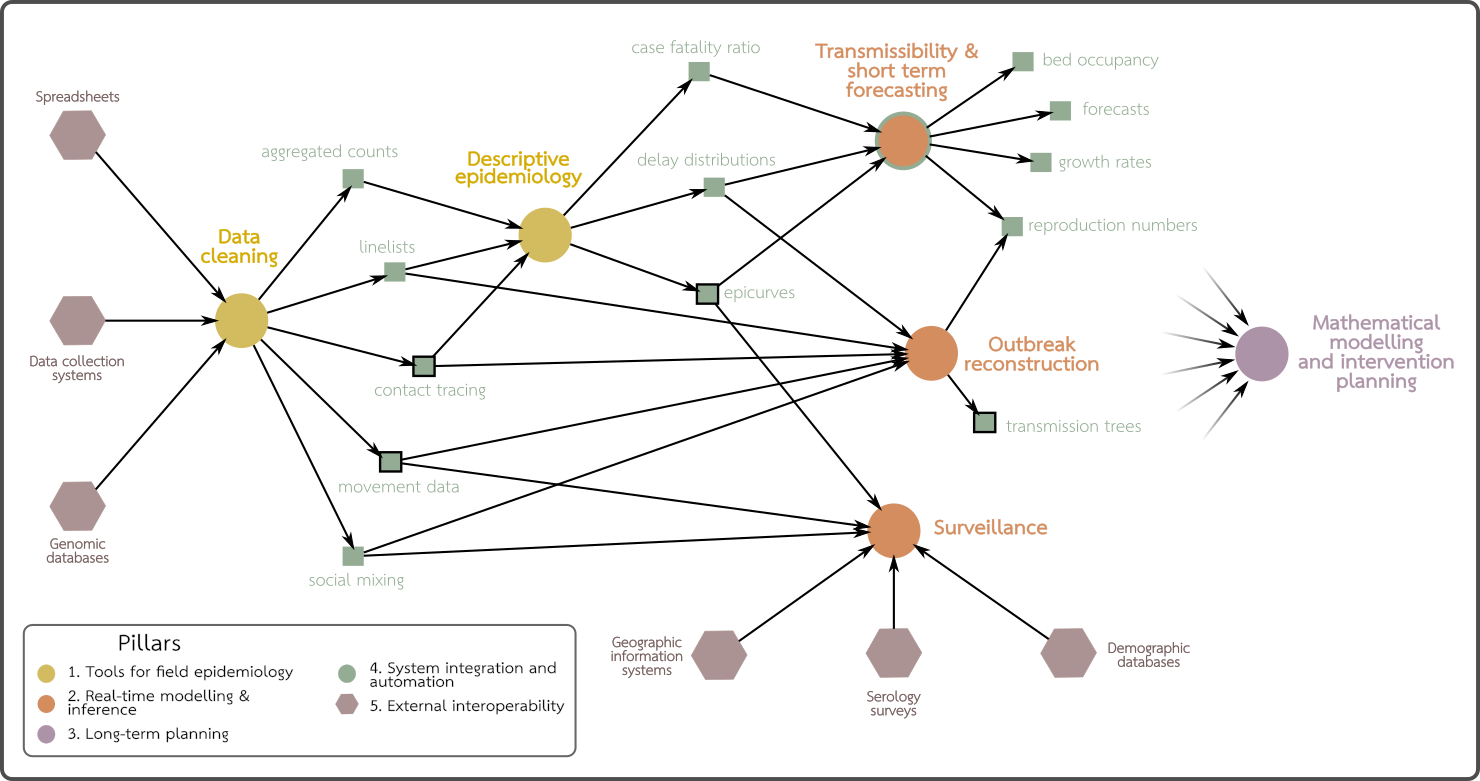 case fatality ratio
Transmissibility &
short term
forecasting
bed occupancy
Spreadsheets
forecasts
aggregated counts
Descriptive
epidemiology
delay distributions
growth rates
Data
cleaning
linelists
reproduction numbers
epicurves
Data collection
systems
contact tracing
Outbreak
reconstruction
Mathematical
modelling
and intervention
planning
transmission trees
movement data
Genomic
databases
social mixing
Surveillance
Geographic
information
systems
Serology
surveys
Demographic
databases
Pillars
1. Tools for field epidemiology
2. Real-time modelling &
inference
3. Long-term planning
4. System integration and
automation
5. External interoperability